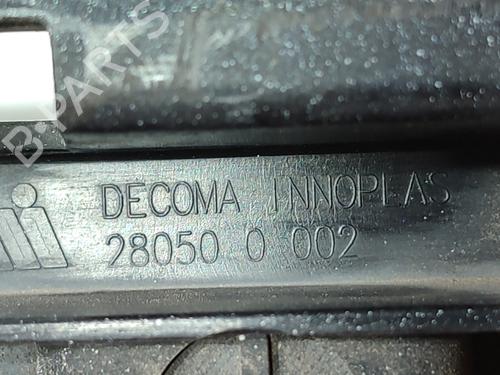 B-PARTS
DECOMA INNOPLAS
28050 0 002